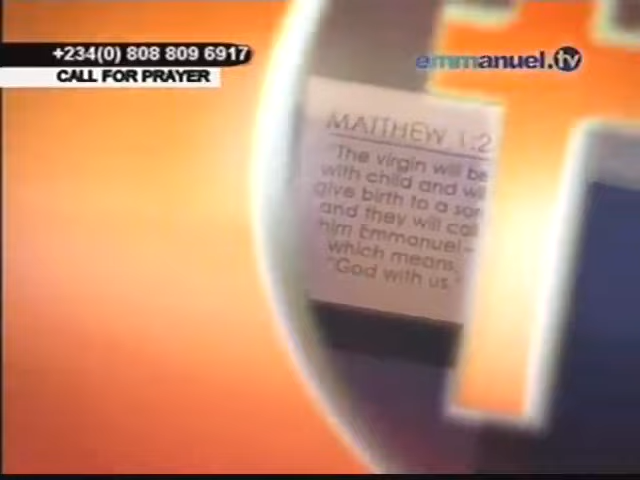 +234(0) 808 809 6917
CALL FOR PRAYER
emmanuel.tv
MATTHEW 1:2
The virgin will be
with child and wi
give birth to a son
and they will call
him Emmanuel-
which means,
"God with us."